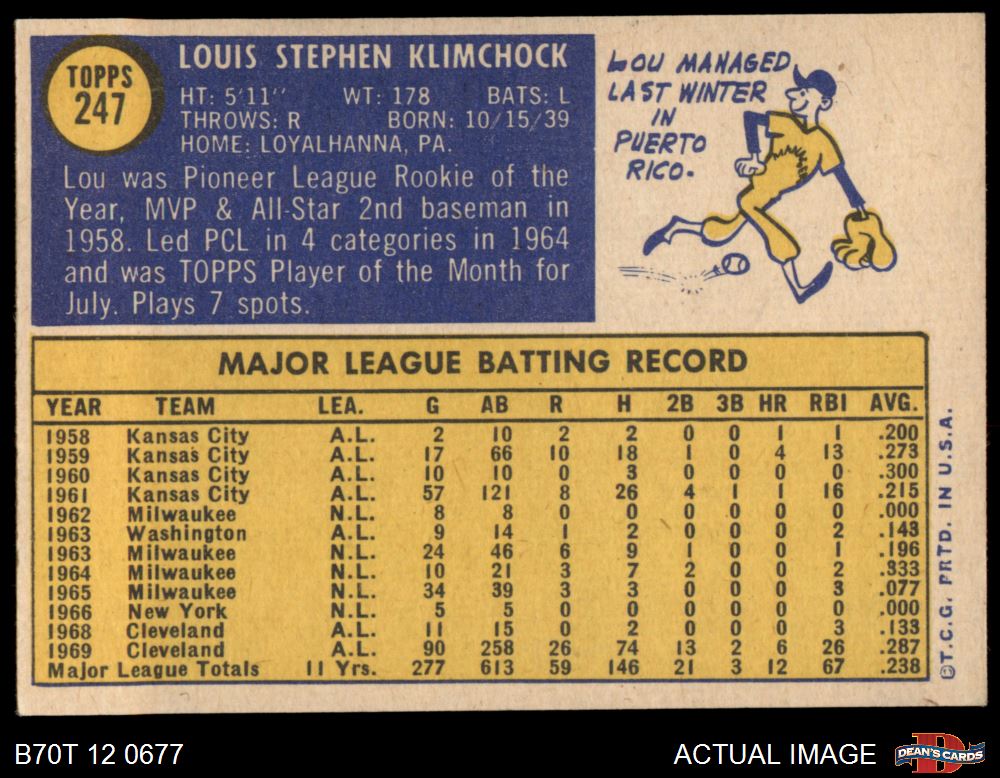 TOPPS
247
LOUIS STEPHEN KLIMCHOCK
HT: 5'11" WT: 178 BATS: L
THROWS: R BORN: 10/15/39
HOME: LOYALHANNA, PA.
Lou was Pioneer League Rookie of the
Year, MVP & All-Star 2nd baseman in
1958. Led PCL in 4 categories in 1964
and was TOPPS Player of the Month for
July. Plays 7 spots.
LOU MANAGED
LAST WINTER
IN
PUERTO
RICO.
MAJOR LEAGUE BATTING RECORD
YEAR TEAM LEA. G AB R H 2B 3B HR RBI AVG.
1958 Kansas City A.L. 2 10 2 2 0 0 1 1 .200
1959 Kansas City A.L. 17 66 10 18 1 0 4 13 .273
1960 Kansas City A.L. 10 10 0 3 0 0 0 0 .300
1961 Kansas City A.L. 57 121 8 26 4 1 1 16 .215
1962 Milwaukee N.L. 8 8 0 0 0 0 0 0 .000
1963 Washington A.L. 9 14 1 2 0 0 0 2 .143
1963 Milwaukee N.L. 24 46 6 9 1 0 0 1 .196
1964 Milwaukee N.L. 10 21 3 7 2 0 0 2 .333
1965 Milwaukee N.L. 34 39 3 3 0 0 0 3 .077
1966 New York N.L. 5 5 0 0 0 0 0 0 .000
1968 Cleveland A.L. 11 15 0 2 0 0 0 3 .133
1969 Cleveland A.L. 90 258 26 74 13 2 6 26 .287
Major League Totals 11 Yrs. 277 613 59 146 21 3 12 67 .238
©T.C.G. PRTD. IN U.S.A.
B70T 12 0677
ACTUAL IMAGE
D
DEAN'S CARDS